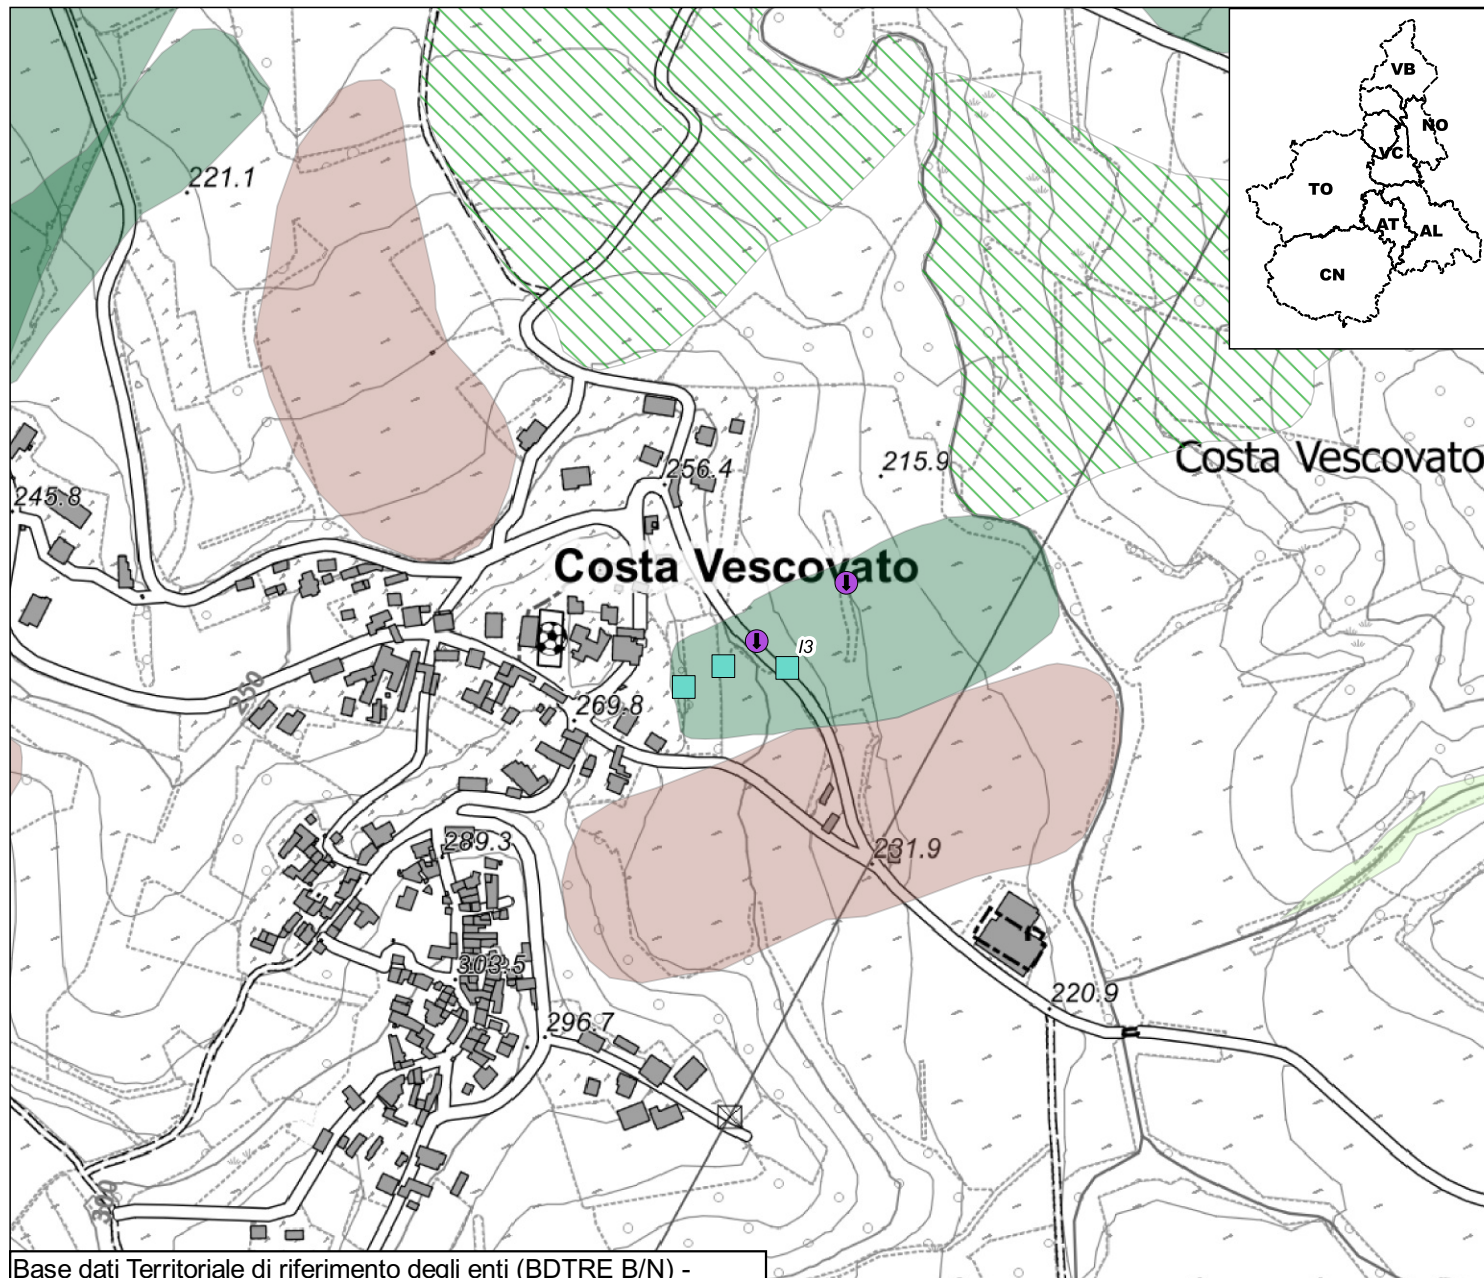 VB
NO
VC
TO
AT
AL
CN
221.1
Costa Vescovato
215.9
256.4
245.8
Costa Vescovato
I3
250
269.8
289.3
231.9
303.5
220.9
296.7
Base dati Territoriale di riferimento degli enti (BDTRE B/N) -